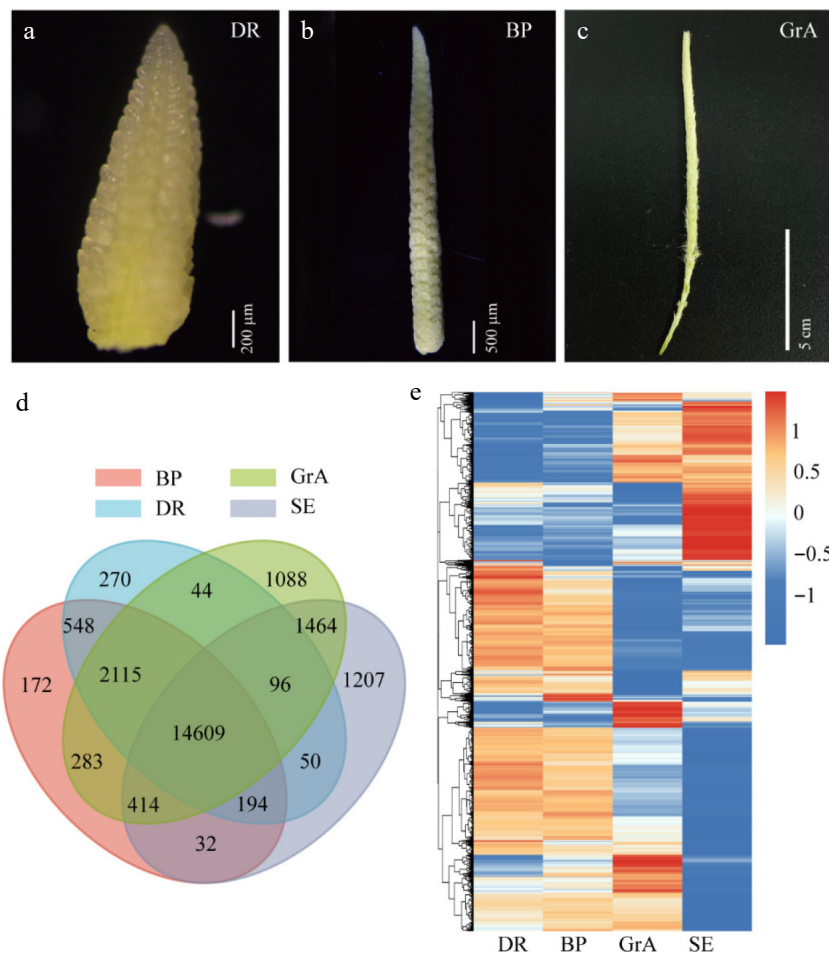 a
DR
200 μm
b
BP
500 μm
c
GrA
5 cm
d
BP
GrA
DR
SE
270
44
1088
548
1464
172
2115
96
1207
14609
283
50
414
194
32
e
1
0.5
0
−0.5
−1
DR BP GrA SE